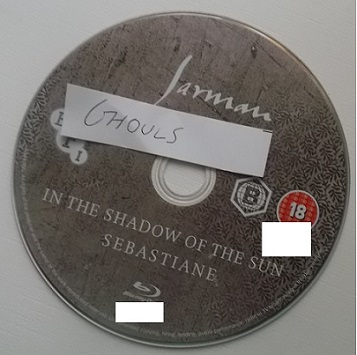 Jarman
GHOULS
B
18
IN THE SHADOW OF THE SUN
SEBASTIANE